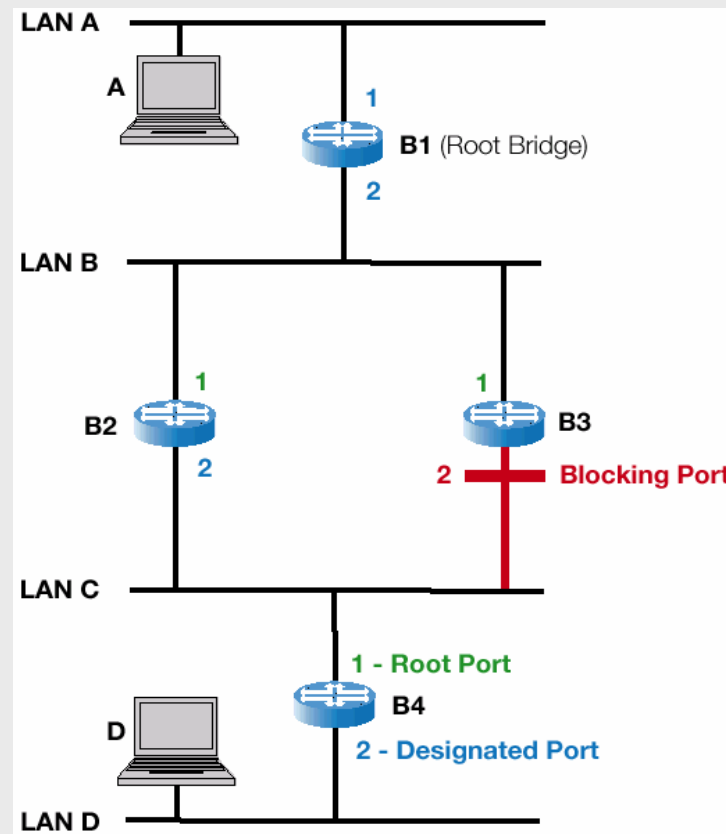 LAN A
A
1
B1 (Root Bridge)
2
LAN B
1
1
B2
B3
2
2
Blocking Port
LAN C
1 - Root Port
B4
D
2 - Designated Port
LAN D